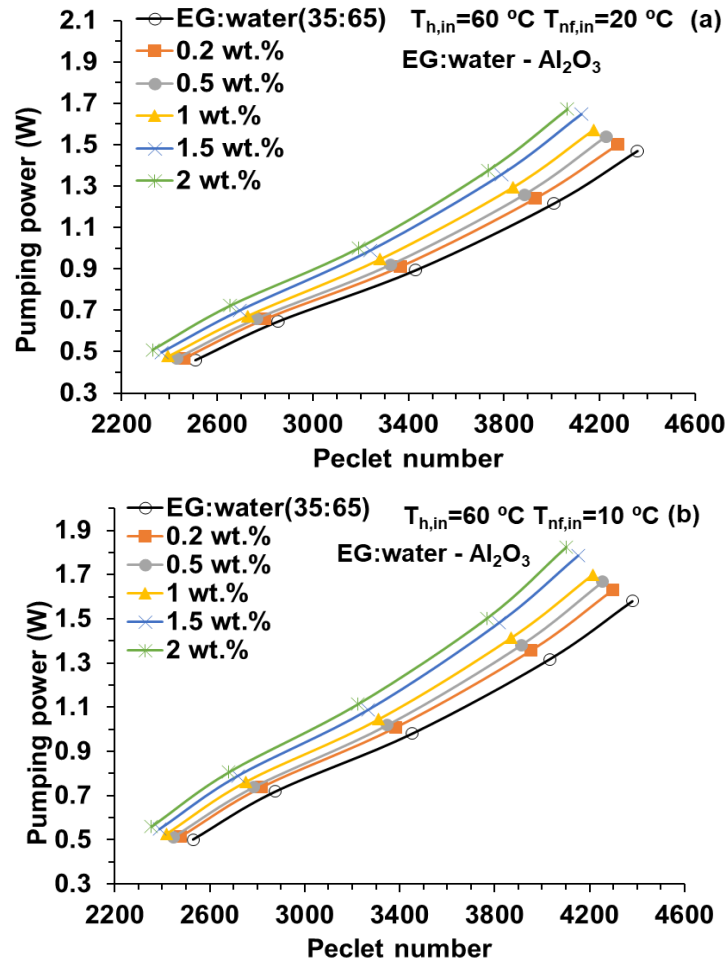 EG:water(35:65) T_h,in=60 ºC T_nf,in=20 ºC (a)
0.2 wt.%
EG:water - Al₂O₃
0.5 wt.%
1 wt.%
1.5 wt.%
2 wt.%
Pumping power (W)
2.1
1.9
1.7
1.5
1.3
1.1
0.9
0.7
0.5
0.3
2200 2600 3000 3400 3800 4200 4600
Peclet number
EG:water(35:65) T_h,in=60 ºC T_nf,in=10 ºC (b)
0.2 wt.%
EG:water - Al₂O₃
0.5 wt.%
1 wt.%
1.5 wt.%
2 wt.%
Pumping power (W)
1.9
1.7
1.5
1.3
1.1
0.9
0.7
0.5
0.3
2200 2600 3000 3400 3800 4200 4600
Peclet number